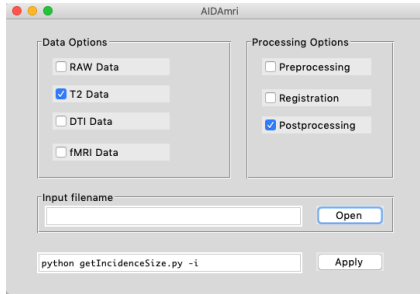 AIDAmri
Data Options
RAW Data
T2 Data
DTI Data
fMRI Data
Processing Options
Preprocessing
Registration
Postprocessing
Input filename
Open
python getIncidenceSize.py -i
Apply